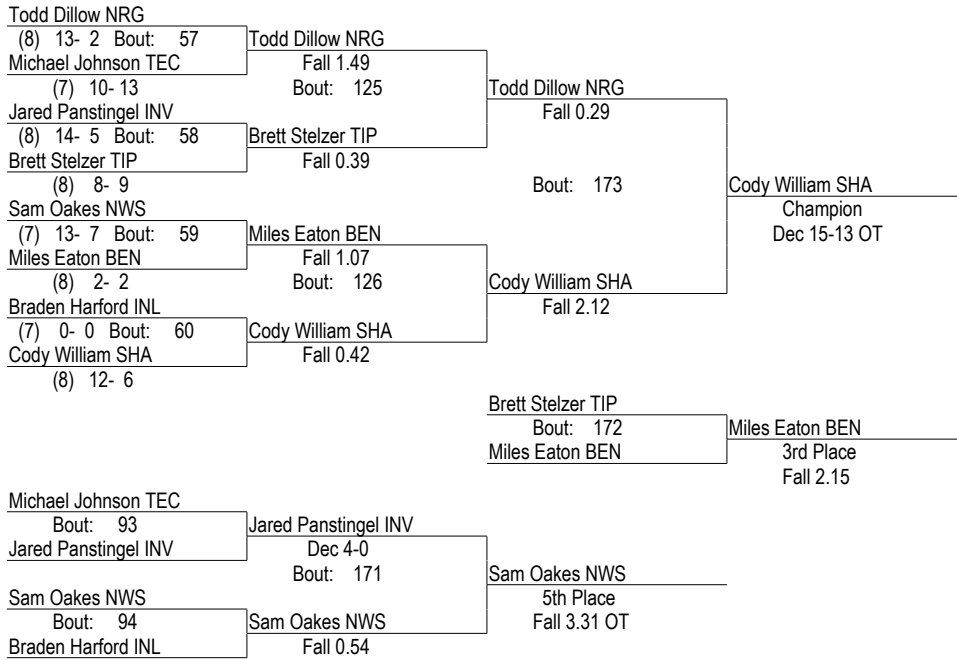 Todd Dillow NRG
(8) 13- 2 Bout: 57 Todd Dillow NRG
Michael Johnson TEC Fall 1.49
(7) 10- 13 Bout: 125 Todd Dillow NRG
Jared Panstingel INV Fall 0.29
(8) 14- 5 Bout: 58 Brett Stelzer TIP
Brett Stelzer TIP Fall 0.39
(8) 8- 9 Bout: 173 Cody William SHA
Sam Oakes NWS Champion
(7) 13- 7 Bout: 59 Miles Eaton BEN Dec 15-13 OT
Miles Eaton BEN Fall 1.07
(8) 2- 2 Bout: 126 Cody William SHA
Braden Harford INL Fall 2.12
(7) 0- 0 Bout: 60 Cody William SHA
Cody William SHA Fall 0.42
(8) 12- 6
Brett Stelzer TIP
Bout: 172 Miles Eaton BEN
Miles Eaton BEN 3rd Place
Fall 2.15
Michael Johnson TEC
Bout: 93 Jared Panstingel INV
Jared Panstingel INV Dec 4-0
Bout: 171 Sam Oakes NWS
Sam Oakes NWS 5th Place
Bout: 94 Sam Oakes NWS Fall 3.31 OT
Braden Harford INL Fall 0.54